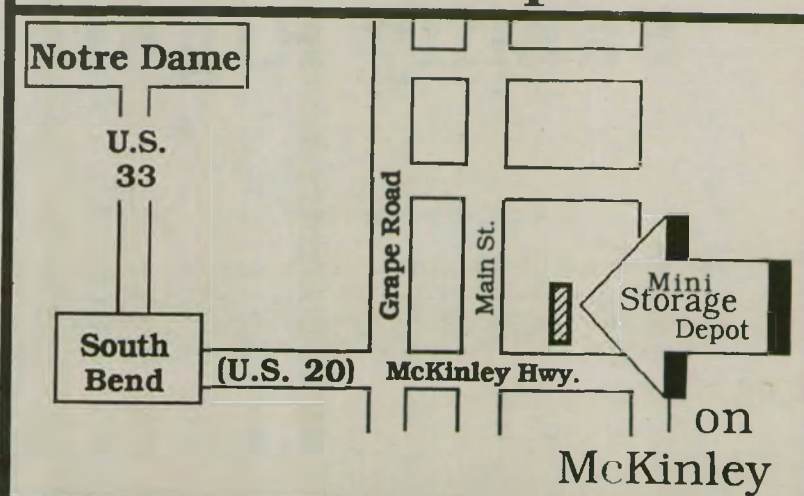 Notre Dame
U.S.
33
Grape Road
Main St.
Mini
Storage
Depot
South
Bend
(U.S. 20)
McKinley Hwy.
on
McKinley